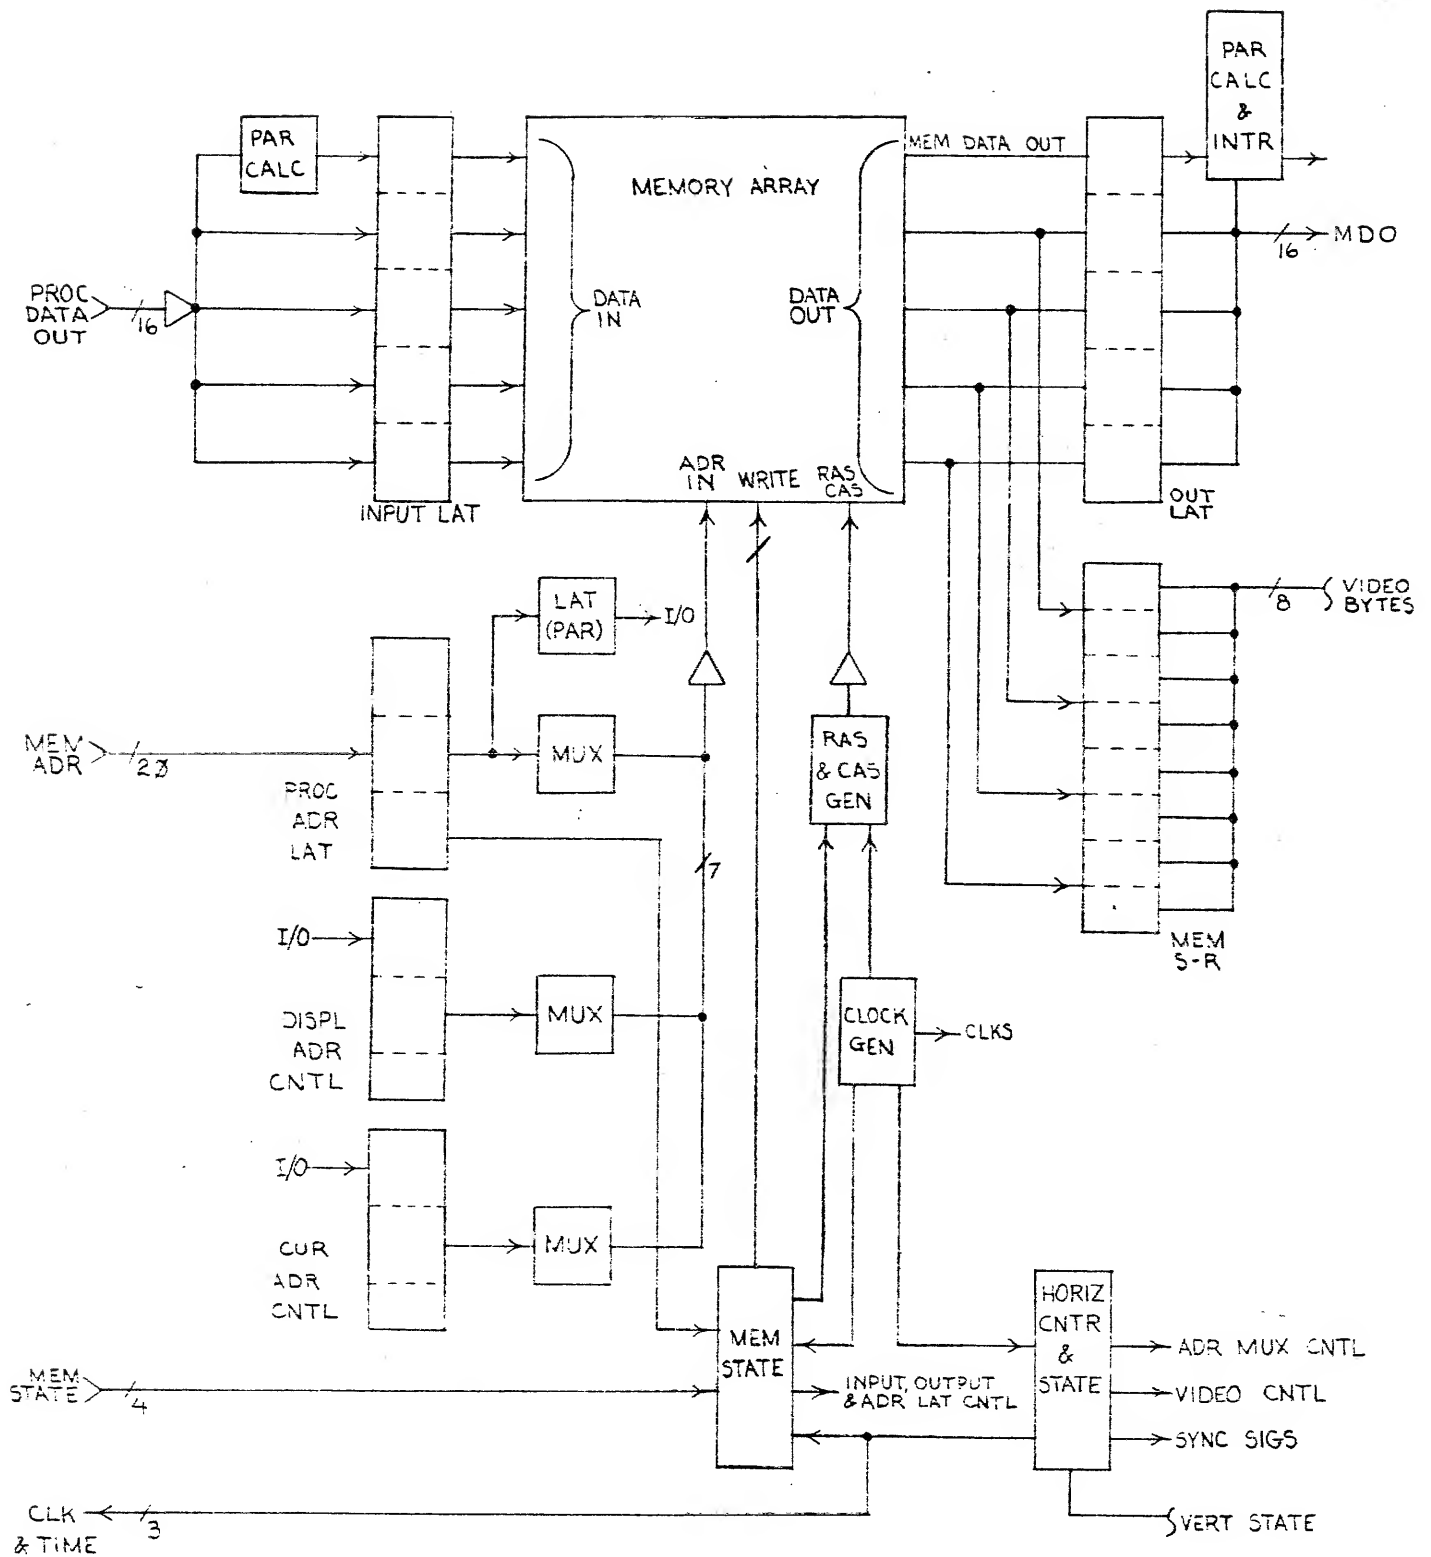 PAR
CALC
&
INTR
PAR
CALC
MEMORY ARRAY
MEM DATA OUT
16
MDO
PROC
DATA
OUT
16
DATA
IN
DATA
OUT
ADR
IN
WRITE
RAS
CAS
INPUT LAT
OUT
LAT
LAT
(PAR)
I/O
8
VIDEO
BYTES
MEM
ADR
20
MUX
PROC
ADR
LAT
RAS
& CAS
GEN
7
I/O
MEM
S-R
DISPL
ADR
CNTL
MUX
CLOCK
GEN
CLKS
I/O
CUR
ADR
CNTL
MUX
MEM
STATE
HORIZ
CNTR
&
STATE
ADR MUX CNTL
MEM
STATE
4
INPUT, OUTPUT
& ADR LAT CNTL
VIDEO CNTL
SYNC SIGS
CLK
& TIME
3
VERT STATE